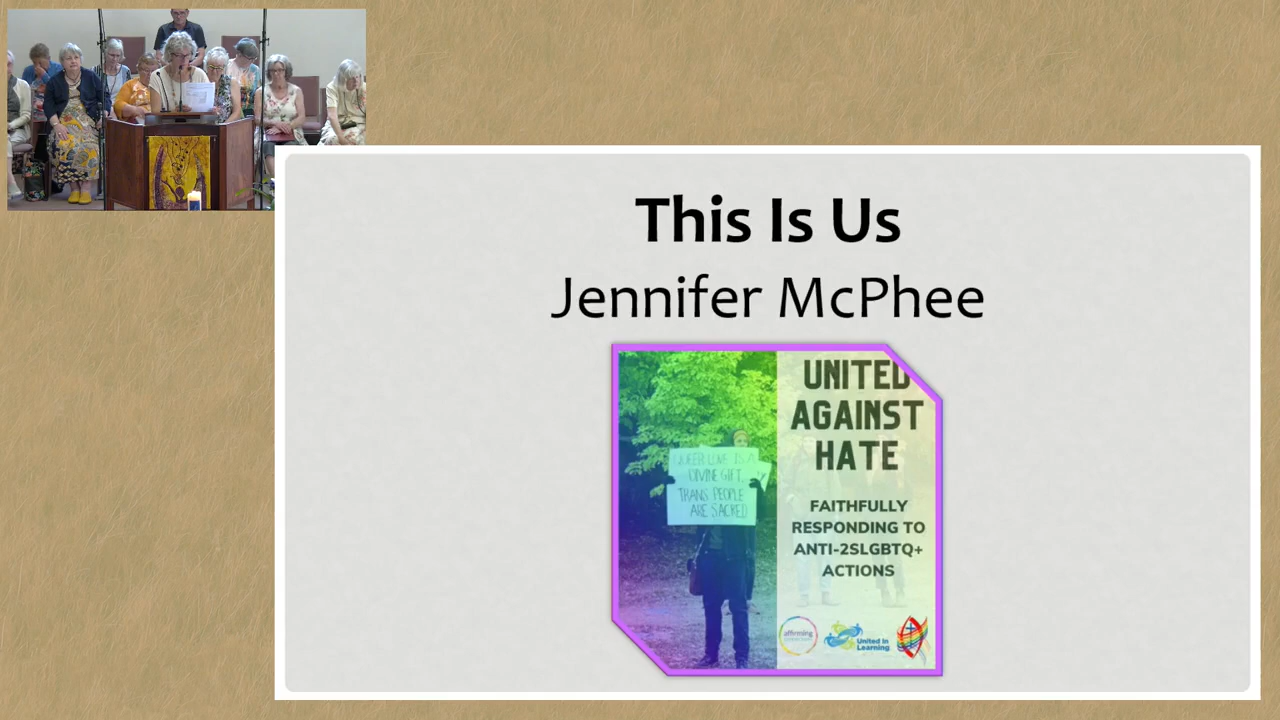 This Is Us
Jennifer McPhee
QUEER LOVE IS A
DIVINE GIFT.
TRANS PEOPLE
ARE SACRED
UNITED
AGAINST
HATE
FAITHFULLY
RESPONDING TO
ANTI-2SLGBTQ+
ACTIONS
affirming
United In
Learning